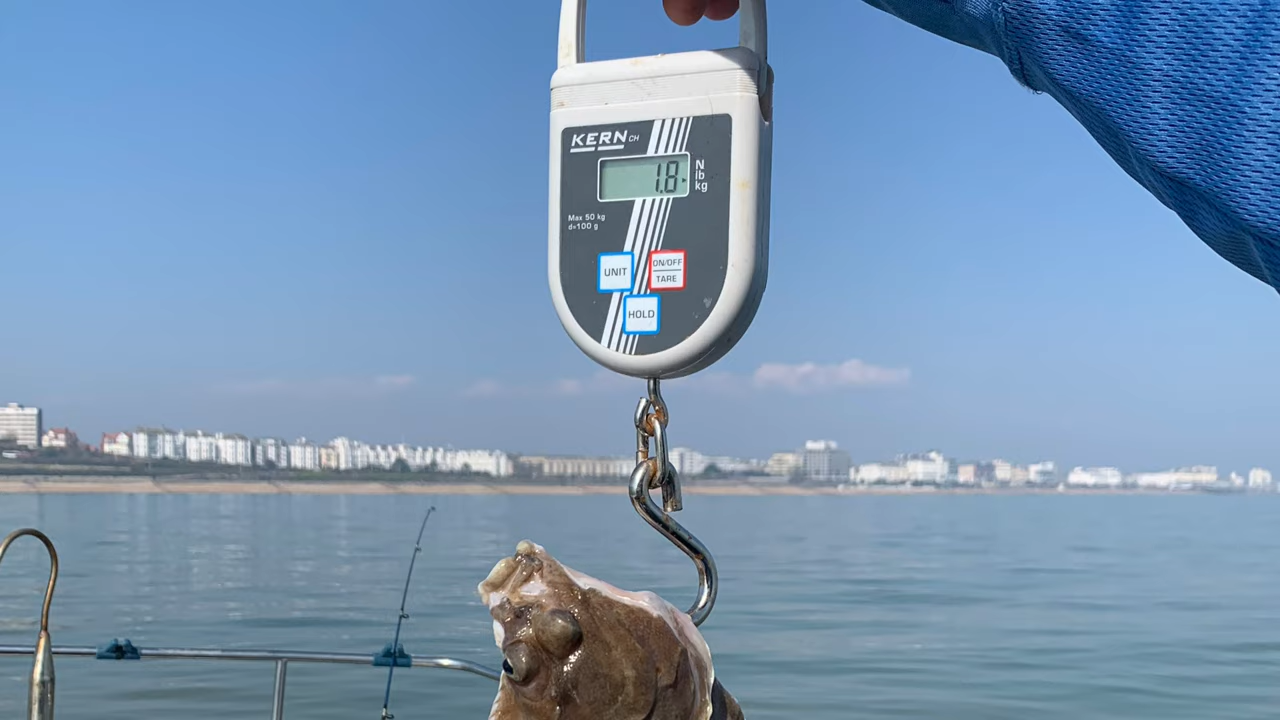 KERN CH
1.8
N
lb
kg
Max 50 kg
d=100 g
UNIT
ON/OFF
TARE
HOLD